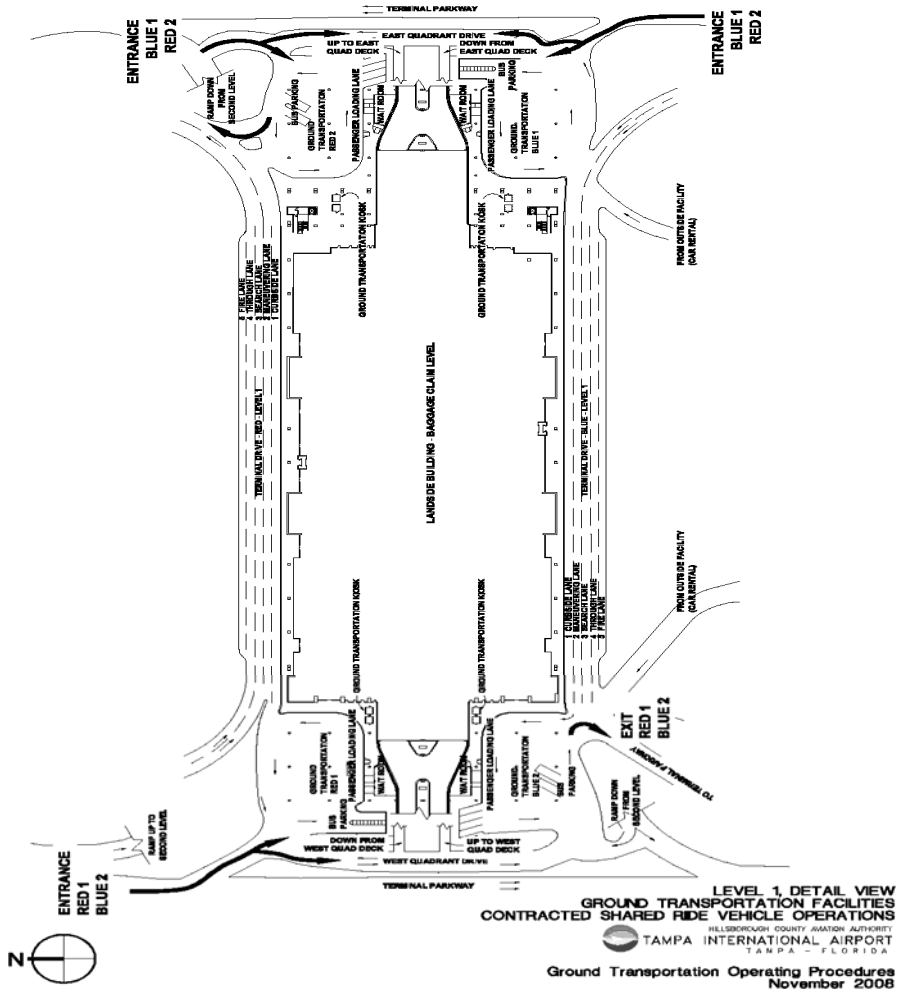 TERMINAL PARKWAY
ENTRANCE
BLUE 1
RED 2
EAST QUADRANT DRIVE
ENTRANCE
BLUE 1
RED 2
UP TO EAST
QUAD DECK
DOWN FROM
EAST QUAD DECK
RAMP DOWN
FROM
SECOND LEVEL
BUS PARKING
GROUND
TRANSPORTATION
RED 2
PASSENGER LOADING LANE
WAIT ROOM
WAIT ROOM
PASSENGER LOADING LANE
BUS
PARKING
GROUND
TRANSPORTATION
BLUE 1
GROUND TRANSPORTATION KIOSK
GROUND TRANSPORTATION KIOSK
FROM OUTSIDE FACILITY
(CAR RENTAL)
5 FIRE LANE
4 THROUGH LANE
3 SEARCH LANE
2 MANEUVERING LANE
1 CURBSIDE LANE
TERMINAL DRIVE - RED - LEVEL 1
LANDSIDE BUILDING - BAGGAGE CLAIM LEVEL
TERMINAL DRIVE - BLUE - LEVEL 1
1 CURBSIDE LANE
2 MANEUVERING LANE
3 SEARCH LANE
4 THROUGH LANE
5 FIRE LANE
FROM OUTSIDE FACILITY
(CAR RENTAL)
GROUND TRANSPORTATION KIOSK
GROUND TRANSPORTATION KIOSK
GROUND
TRANSPORTATION
RED 1
PASSENGER LOADING LANE
WAIT ROOM
WAIT ROOM
PASSENGER LOADING LANE
GROUND
TRANSPORTATION
BLUE 2
BUS
PARKING
EXIT
RED 1
BLUE 2
TO TERMINAL PARKWAY
RAMP DOWN
FROM
SECOND LEVEL
RAMP UP TO
SECOND LEVEL
BUS
PARKING
DOWN FROM
WEST QUAD DECK
UP TO WEST
QUAD DECK
WEST QUADRANT DRIVE
ENTRANCE
RED 1
BLUE 2
TERMINAL PARKWAY
LEVEL 1, DETAIL VIEW
GROUND TRANSPORTATION FACILITIES
CONTRACTED SHARED RIDE VEHICLE OPERATIONS
HILLSBOROUGH COUNTY AVIATION AUTHORITY
TAMPA INTERNATIONAL AIRPORT
TAMPA - FLORIDA
N
Ground Transportation Operating Procedures
November 2008